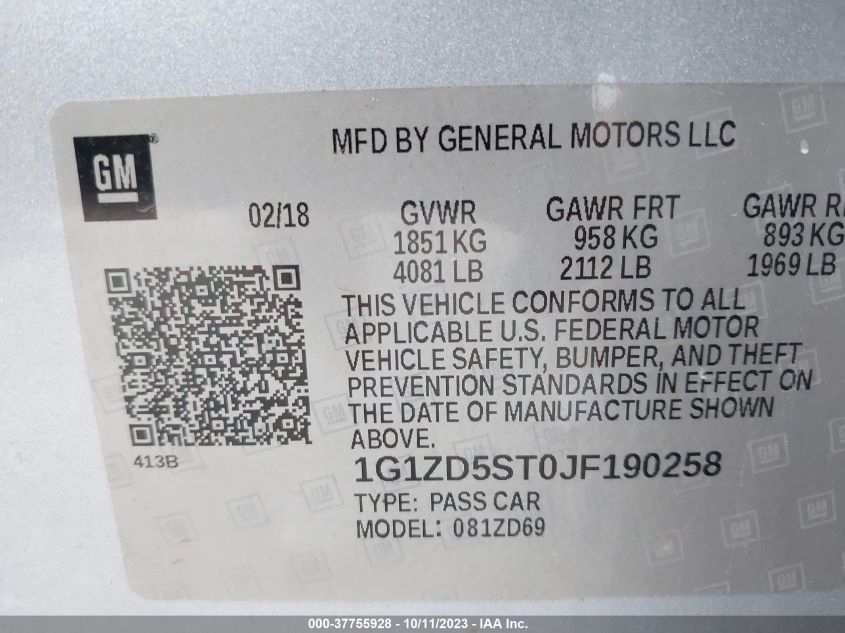 MFD BY GENERAL MOTORS LLC
GM
02/18 GVWR GAWR FRT GAWR
1851 KG 958 KG 893 KG
4081 LB 2112 LB 1969 LB
THIS VEHICLE CONFORMS TO ALL
APPLICABLE U.S. FEDERAL MOTOR
VEHICLE SAFETY, BUMPER, AND THEFT
PREVENTION STANDARDS IN EFFECT ON
THE DATE OF MANUFACTURE SHOWN
ABOVE.
413B
1G1ZD5ST0JF190258
TYPE: PASS CAR
MODEL: 081ZD69
000-37755928 - 10/11/2023 - IAA Inc.